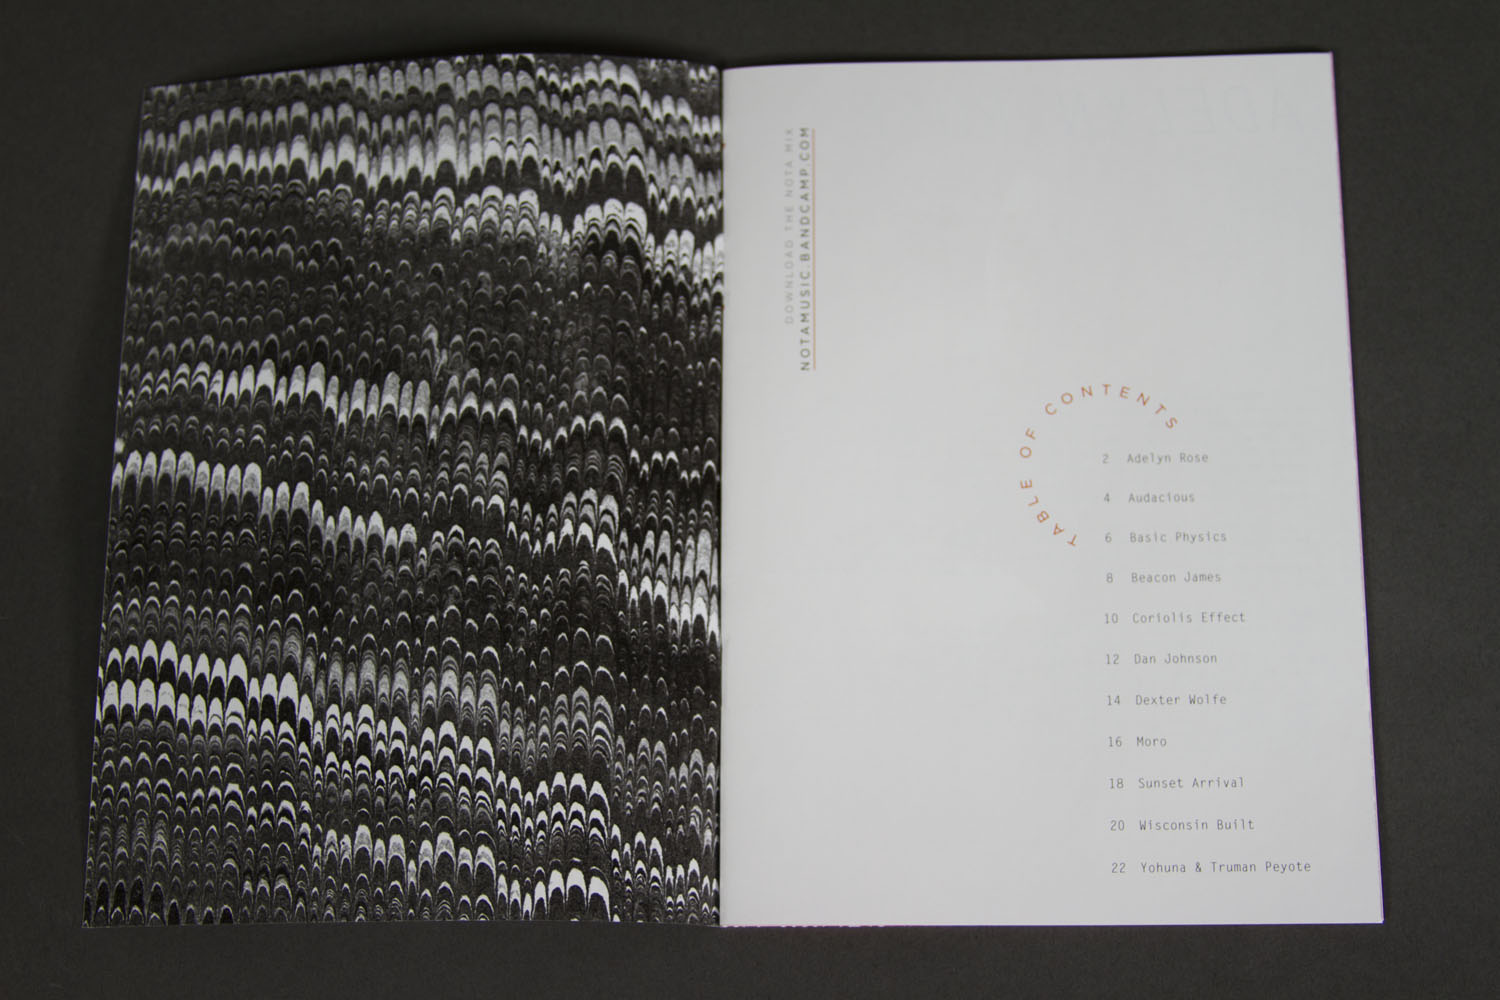 DOWNLOAD THE NOTA MIX
NOTAMUSIC.BANDCAMP.COM
TABLE OF CONTENTS
2 Adelyn Rose
4 Audacious
6 Basic Physics
8 Beacon James
10 Coriolis Effect
12 Dan Johnson
14 Dexter Wolfe
16 Moro
18 Sunset Arrival
20 Wisconsin Built
22 Yohuna & Truman Peyote